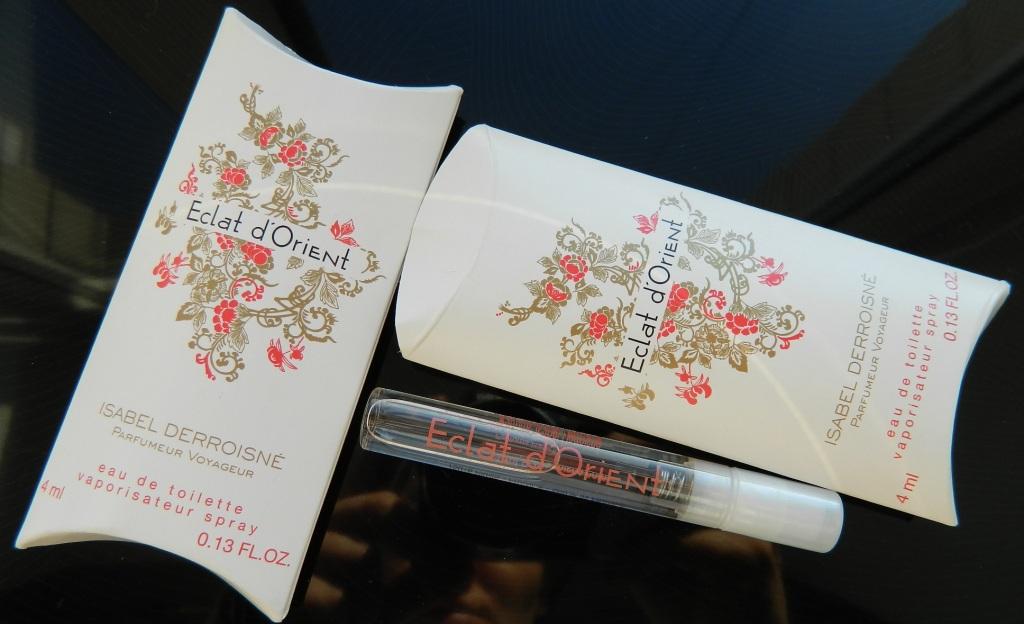 Eclat d'Orient
ISABEL DERROISNÉ
PARFUMEUR VOYAGEUR
eau de toilette
vaporisateur spray
4 ml
0.13 FL.OZ.
Eclat d'Orient
ISABEL DERROISNÉ
PARFUMEUR VOYAGEUR
eau de toilette
vaporisateur spray
4 ml
0.13 FL.OZ.
Eclat d'Orient